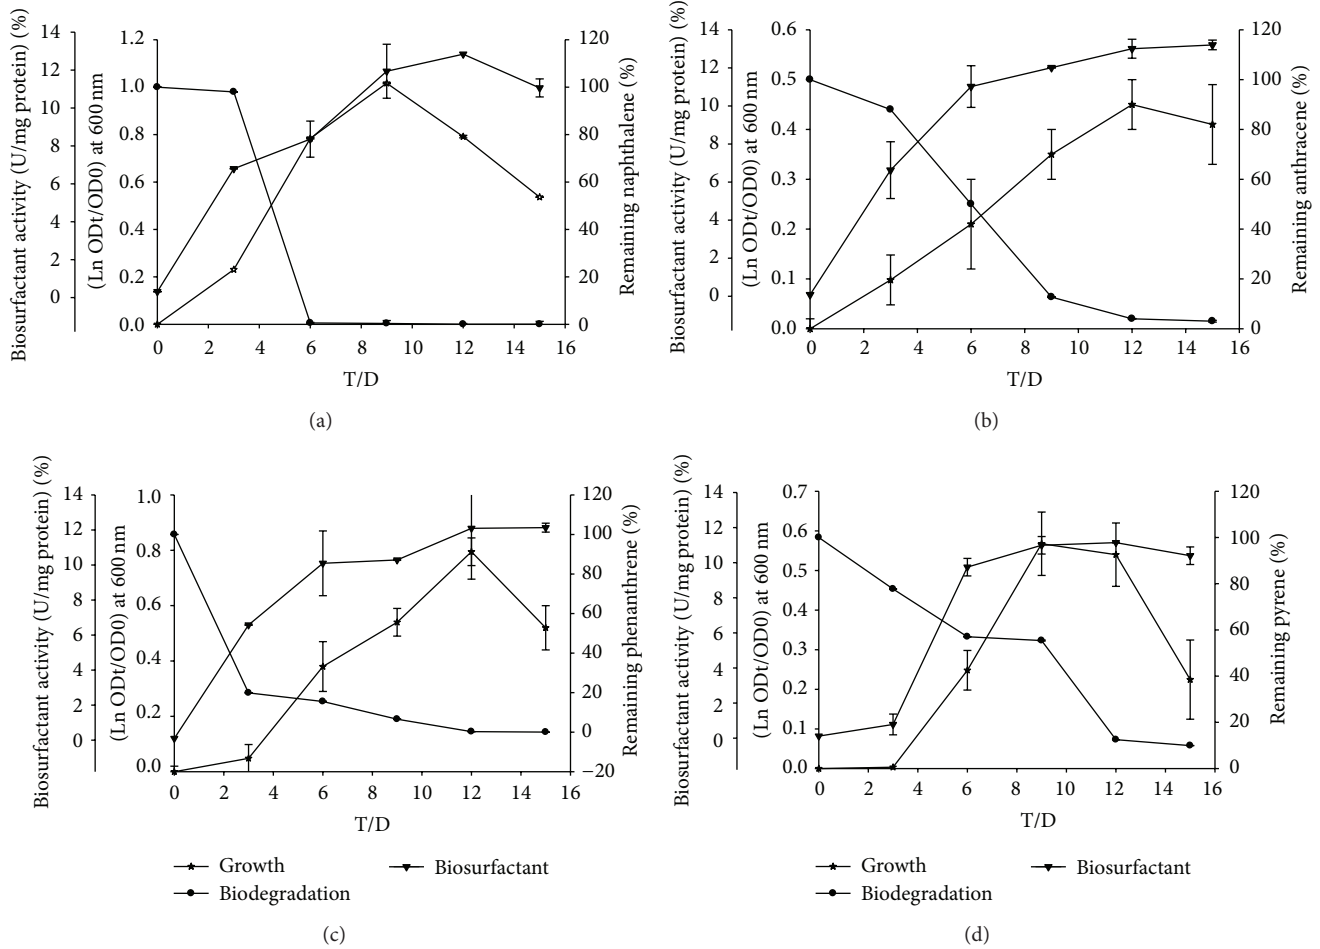 Biosurfactant activity (U/mg protein) (%)
14
12
10
8
6
4
2
0
(Ln ODt/OD0) at 600 nm
1.2
1.0
0.8
0.6
0.4
0.2
0.0
120
100
80
60
40
20
0
Remaining naphthalene (%)
0 2 4 6 8 10 12 14 16
T/D
(a)
Biosurfactant activity (U/mg protein) (%)
14
12
10
8
6
4
2
0
(Ln ODt/OD0) at 600 nm
0.6
0.5
0.4
0.3
0.2
0.1
0.0
120
100
80
60
40
20
0
Remaining anthracene (%)
0 2 4 6 8 10 12 14 16
T/D
(b)
Biosurfactant activity (U/mg protein) (%)
14
12
10
8
6
4
2
0
(Ln ODt/OD0) at 600 nm
1.0
0.8
0.6
0.4
0.2
0.0
120
100
80
60
40
20
0
−20
Remaining phenanthrene (%)
0 2 4 6 8 10 12 14 16
T/D
Growth
Biosurfactant
Biodegradation
(c)
Biosurfactant activity (U/mg protein) (%)
14
12
10
8
6
4
2
0
(Ln ODt/OD0) at 600 nm
0.7
0.6
0.5
0.4
0.3
0.2
0.1
0.0
120
100
80
60
40
20
0
Remaining pyrene (%)
0 2 4 6 8 10 12 14 16
T/D
Growth
Biosurfactant
Biodegradation
(d)